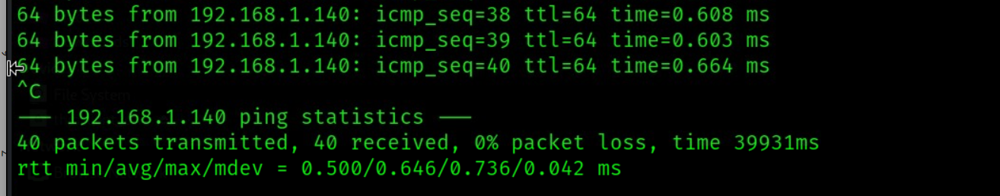 64 bytes from 192.168.1.140: icmp_seq=38 ttl=64 time=0.608 ms
64 bytes from 192.168.1.140: icmp_seq=39 ttl=64 time=0.603 ms
64 bytes from 192.168.1.140: icmp_seq=40 ttl=64 time=0.664 ms
^C
File System
--- 192.168.1.140 ping statistics ---
40 packets transmitted, 40 received, 0% packet loss, time 39931ms
rtt min/avg/max/mdev = 0.500/0.646/0.736/0.042 ms